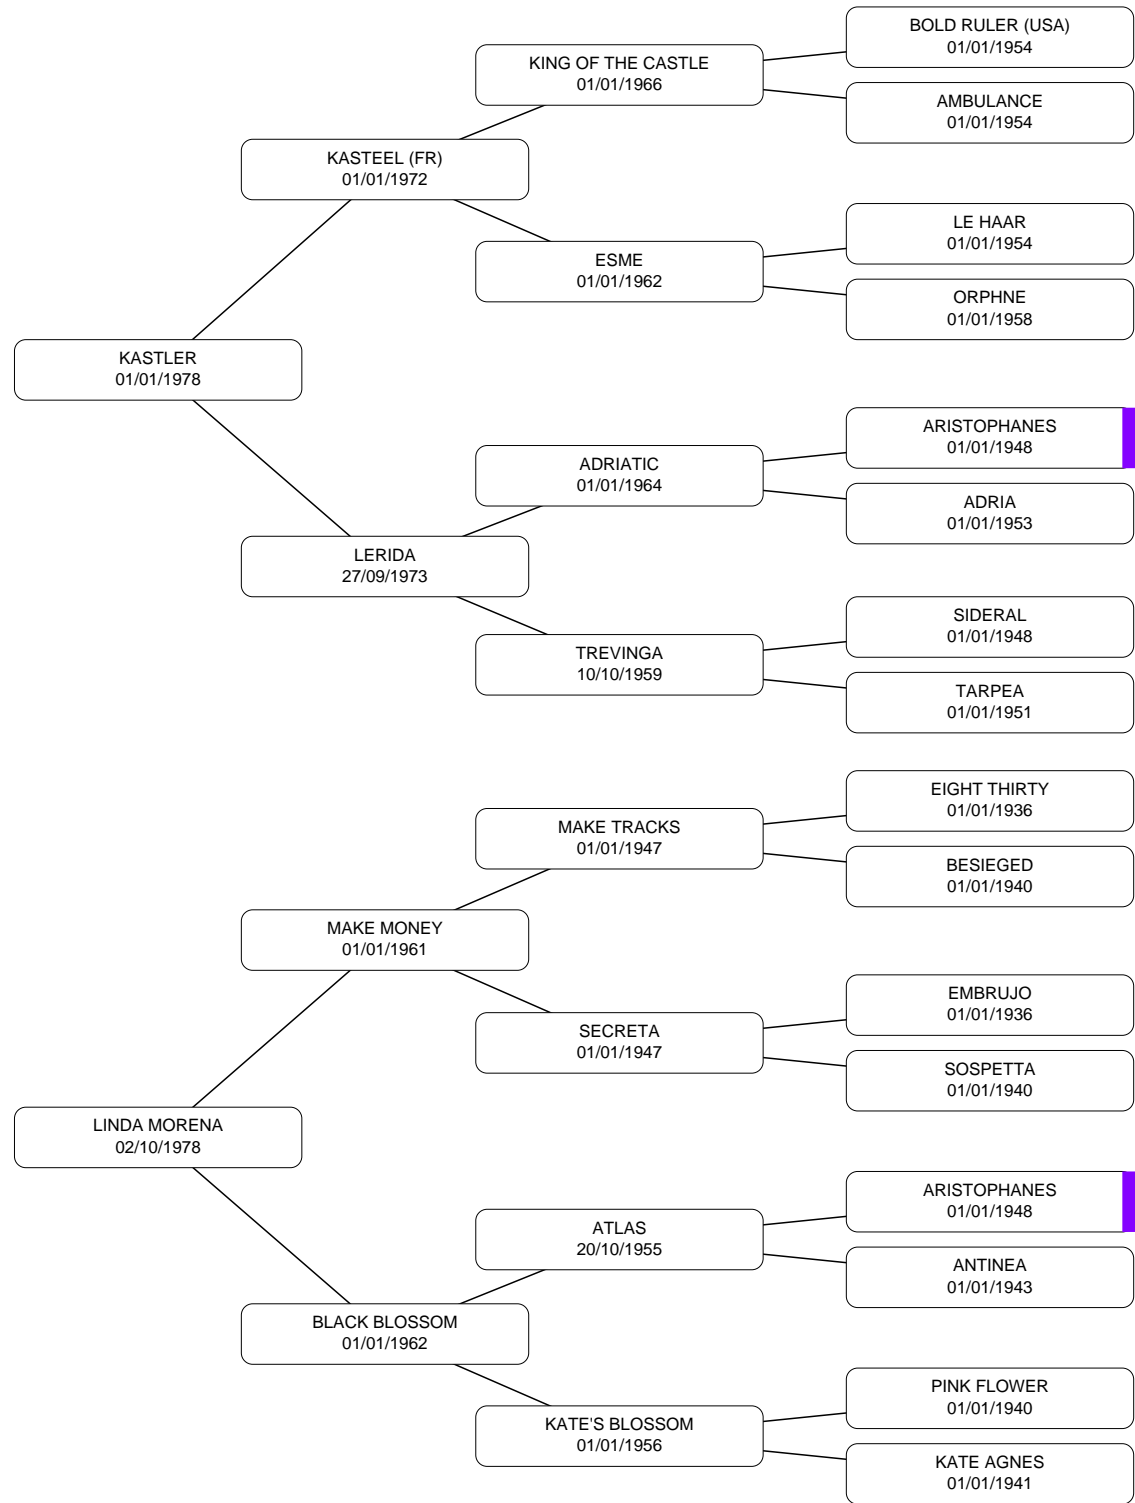 BOLD RULER (USA)
01/01/1954
KING OF THE CASTLE
01/01/1966
AMBULANCE
01/01/1954
KASTEEL (FR)
01/01/1972
LE HAAR
01/01/1954
ESME
01/01/1962
ORPHNE
01/01/1958
KASTLER
01/01/1978
ARISTOPHANES
01/01/1948
ADRIATIC
01/01/1964
ADRIA
01/01/1953
LERIDA
27/09/1973
SIDERAL
01/01/1948
TREVINGA
10/10/1959
TARPEA
01/01/1951
EIGHT THIRTY
01/01/1936
MAKE TRACKS
01/01/1947
BESIEGED
01/01/1940
MAKE MONEY
01/01/1961
EMBRUJO
01/01/1936
SECRETA
01/01/1947
SOSPETTA
01/01/1940
LINDA MORENA
02/10/1978
ARISTOPHANES
01/01/1948
ATLAS
20/10/1955
ANTINEA
01/01/1943
BLACK BLOSSOM
01/01/1962
PINK FLOWER
01/01/1940
KATE'S BLOSSOM
01/01/1956
KATE AGNES
01/01/1941